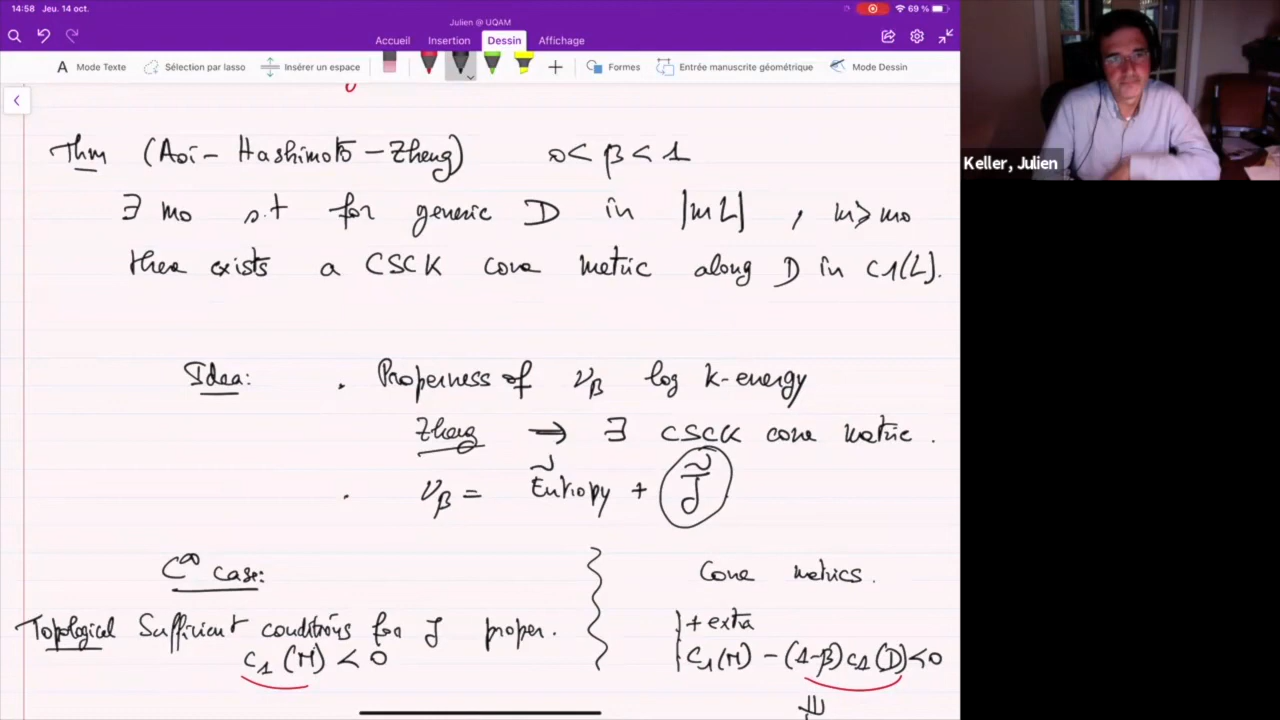 14:58 Jeu. 14 oct. 69 %
Julien @ UQAM
Accueil Insertion Dessin Affichage
Mode Texte Sélection par lasso Insérer un espace Formes Entrée manuscrite géométrique Mode Dessin
Keller, Julien
Thm (Aoi-Hashimoto-Zheng) 0 < β < 1
∃ m0 s.t for generic D in |mL|, m > m0
there exists a CSCK cone metric along D in C1(L).
Idea: . Properness of νβ log K-energy
Zheng → ∃ CSCK cone metric.
. νβ = Ẽntropy + J̃
C∞ case:
Cone metrics.
Topological Sufficient conditions for J proper.
C1(M) < 0
+ extra
C1(M) - (1-β)C1(D) < 0